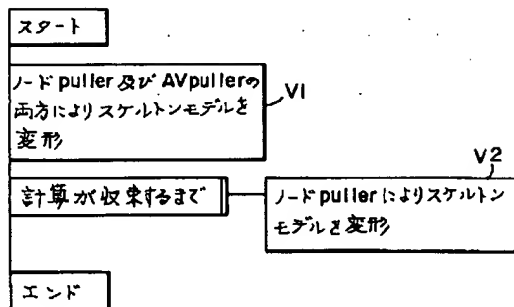 スタート
ノードpuller及びAVpullerの
両方によりスケルトンモデルを
変形
V1
計算が収束するまで
V2
ノードpullerによりスケルトン
モデルを変形
エンド